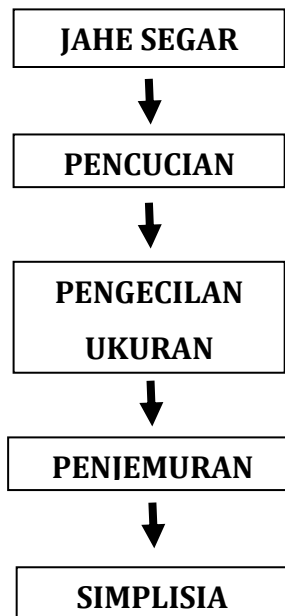 JAHE SEGAR
PENCUCIAN
PENGECILAN
UKURAN
PENJEMURAN
SIMPLISIA